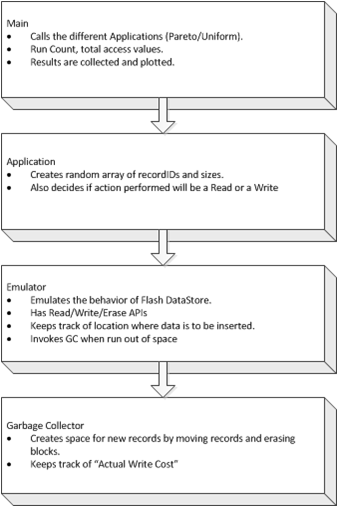 Main
• Calls the different Applications (Pareto/Uniform).
• Run Count, total access values.
• Results are collected and plotted.
Application
• Creates random array of recordIDs and sizes.
• Also decides if action performed will be a Read or a Write
Emulator
• Emulates the behavior of Flash DataStore.
• Has Read/Write/Erase APIs
• Keeps track of location where data is to be inserted.
• Invokes GC when run out of space
Garbage Collector
• Creates space for new records by moving records and erasing
blocks.
• Keeps track of “Actual Write Cost”